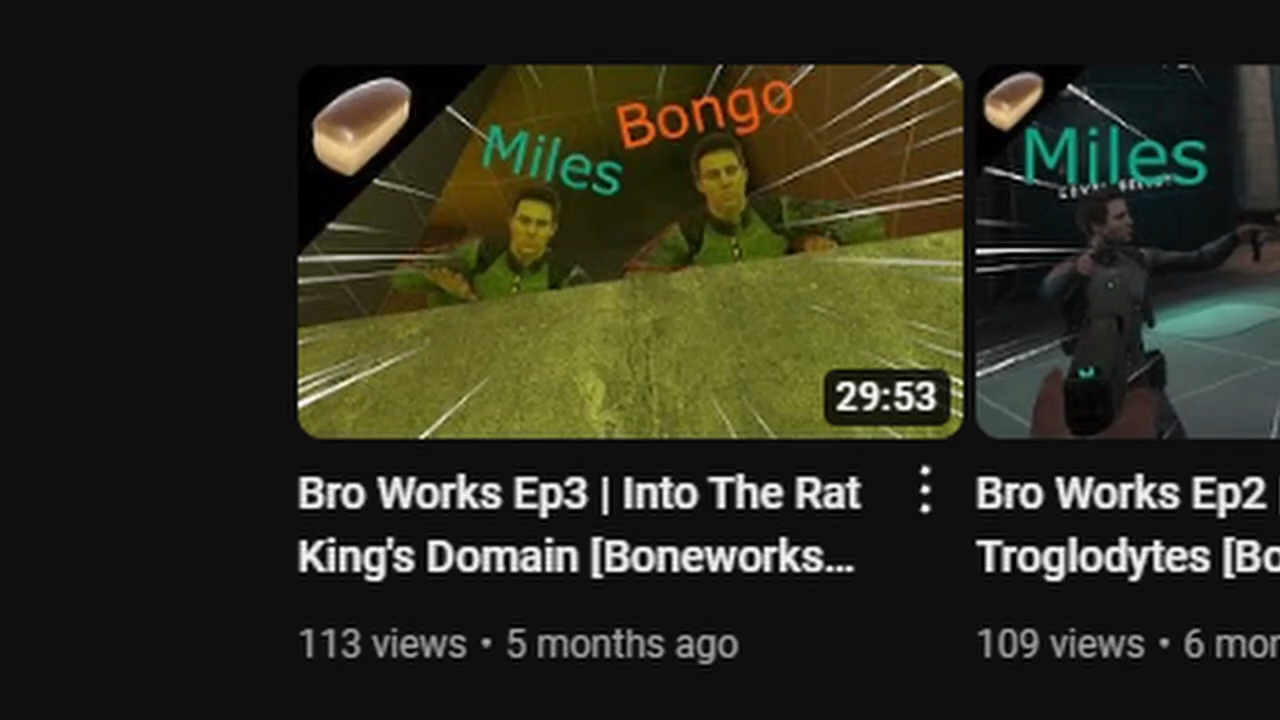 Miles
Bongo
Miles
29:53
Bro Works Ep3 | Into The Rat
King's Domain [Boneworks...
113 views • 5 months ago
Bro Works Ep2
Troglodytes [Bo
109 views • 6 mon